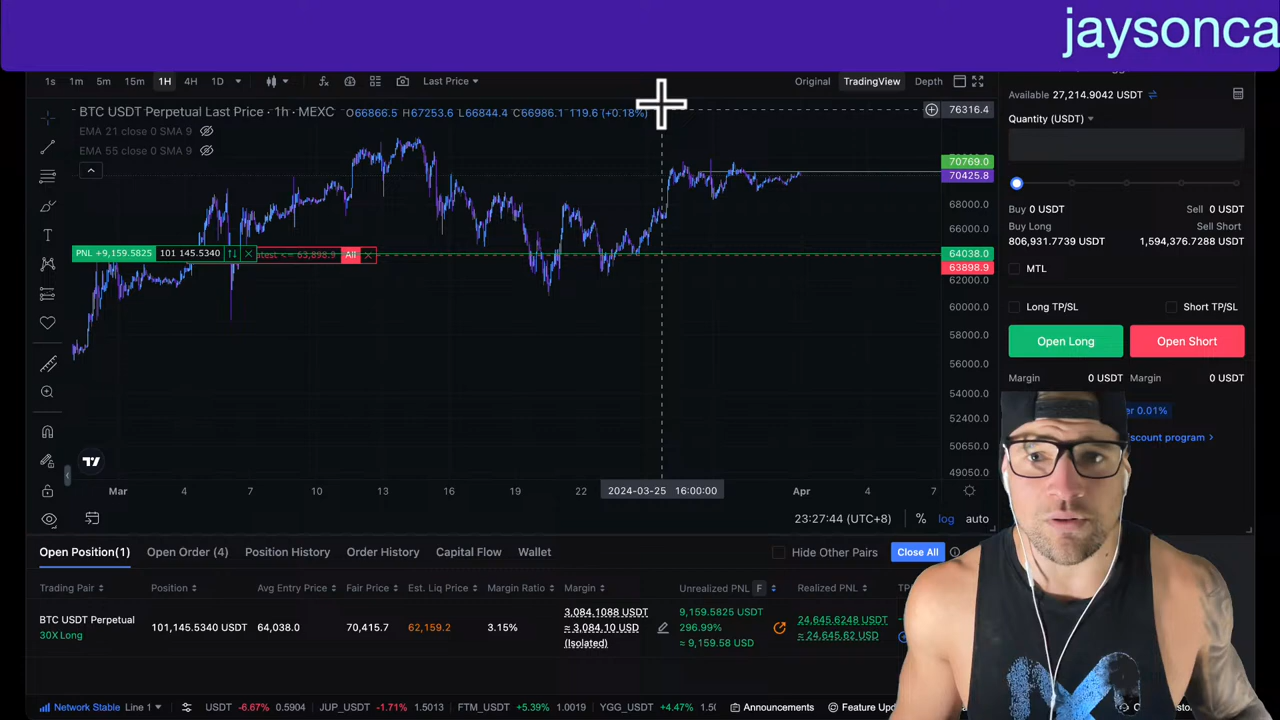 jaysonca
1s 1m 5m 15m 1H 4H 1D Last Price Original TradingView Depth
BTC USDT Perpetual Last Price · 1h · MEXC O66866.5 H67253.6 L66844.4 C66986.1 119.6 (+0.18%)
EMA 21 close 0 SMA 9
EMA 55 close 0 SMA 9
76316.4
70769.0
70425.8
68000.0
66000.0
64038.0
63898.9
62000.0
60000.0
58000.0
56000.0
54000.0
52400.0
50650.0
49050.0
PNL +9,159.5825 101 145.5340 atest <= 63,898.9 All
Mar 4 7 10 13 16 19 22 2024-03-25 16:00:00 Apr 4 7
23:27:44 (UTC+8) % log auto
Available 27,214.9042 USDT
Quantity (USDT)
Buy 0 USDT Sell 0 USDT
Buy Long Sell Short
806,931.7739 USDT 1,594,376.7288 USDT
MTL
Long TP/SL Short TP/SL
Open Long Open Short
Margin 0 USDT Margin 0 USDT
er 0.01%
scount program >
Open Position(1) Open Order (4) Position History Order History Capital Flow Wallet Hide Other Pairs Close All
Trading Pair Position Avg Entry Price Fair Price Est. Liq Price Margin Ratio Margin Unrealized PNL F Realized PNL
BTC USDT Perpetual
30X Long
101,145.5340 USDT 64,038.0 70,415.7 62,159.2 3.15%
3,084.1088 USDT
≈ 3,084.10 USD
(Isolated)
9,159.5825 USDT
296.99%
≈ 9,159.58 USD
24,645.6248 USDT
≈ 24,645.62 USD
Network Stable Line 1 USDT -6.67% 0.5904 JUP_USDT -1.71% 1.5013 FTM_USDT +5.39% 1.0019 YGG_USDT +4.47% 1.50 Announcements Feature